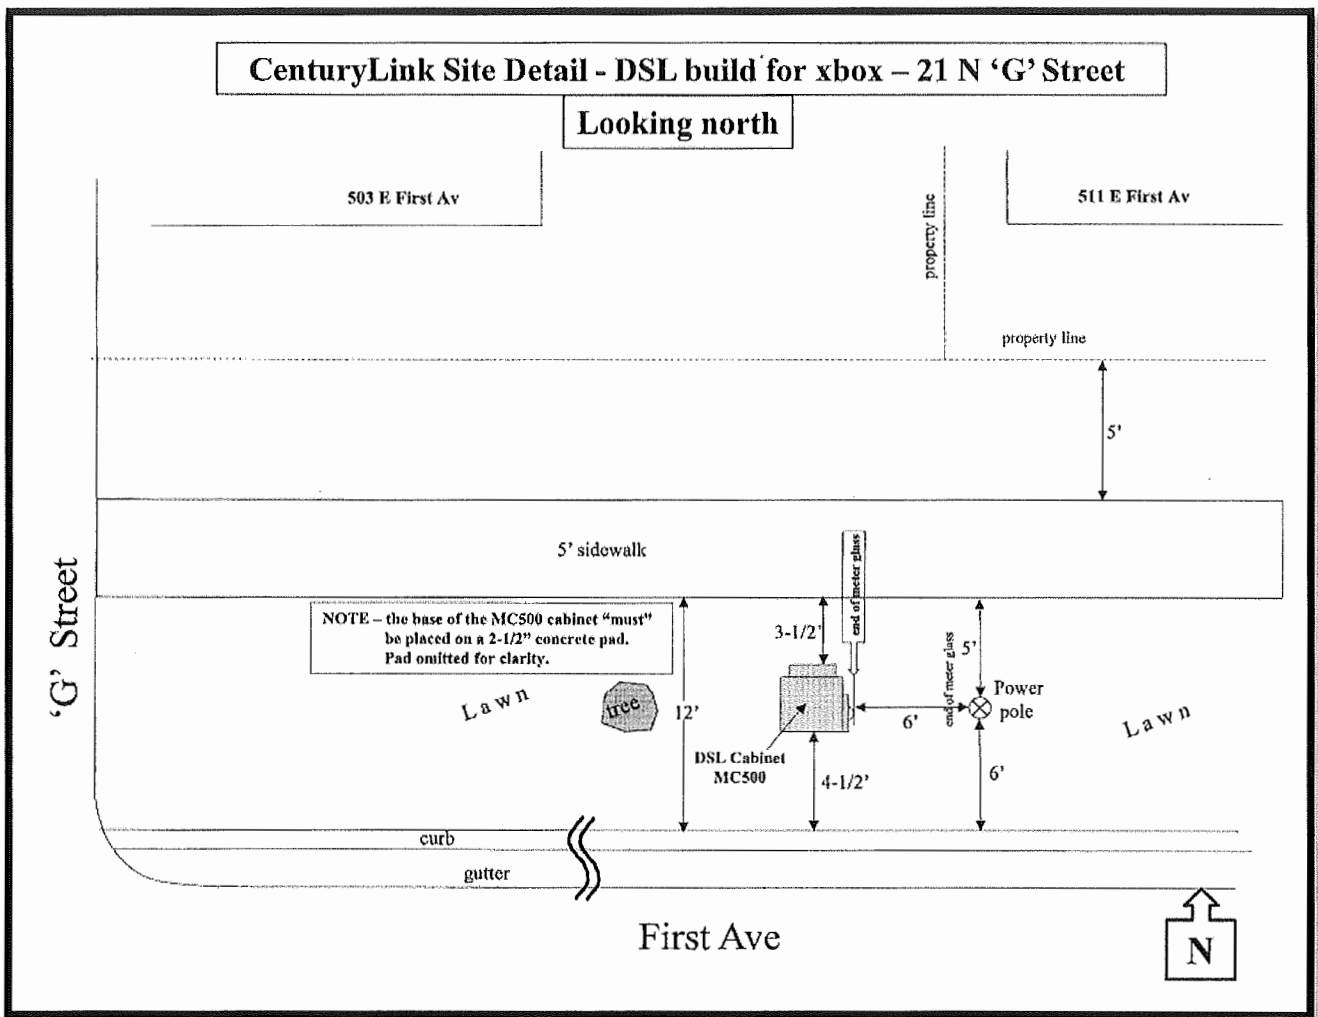 CenturyLink Site Detail - DSL build for xbox – 21 N ‘G’ Street
Looking north
503 E First Av
property line
511 E First Av
property line
5'
5' sidewalk
end of meter glass
‘G’ Street
NOTE – the base of the MC500 cabinet “must”
be placed on a 2-1/2” concrete pad.
Pad omitted for clarity.
3-1/2'
5'
end of meter glass
Lawn
tree
12'
6'
Power
pole
Lawn
DSL Cabinet
MC500
4-1/2'
6'
curb
gutter
First Ave
N